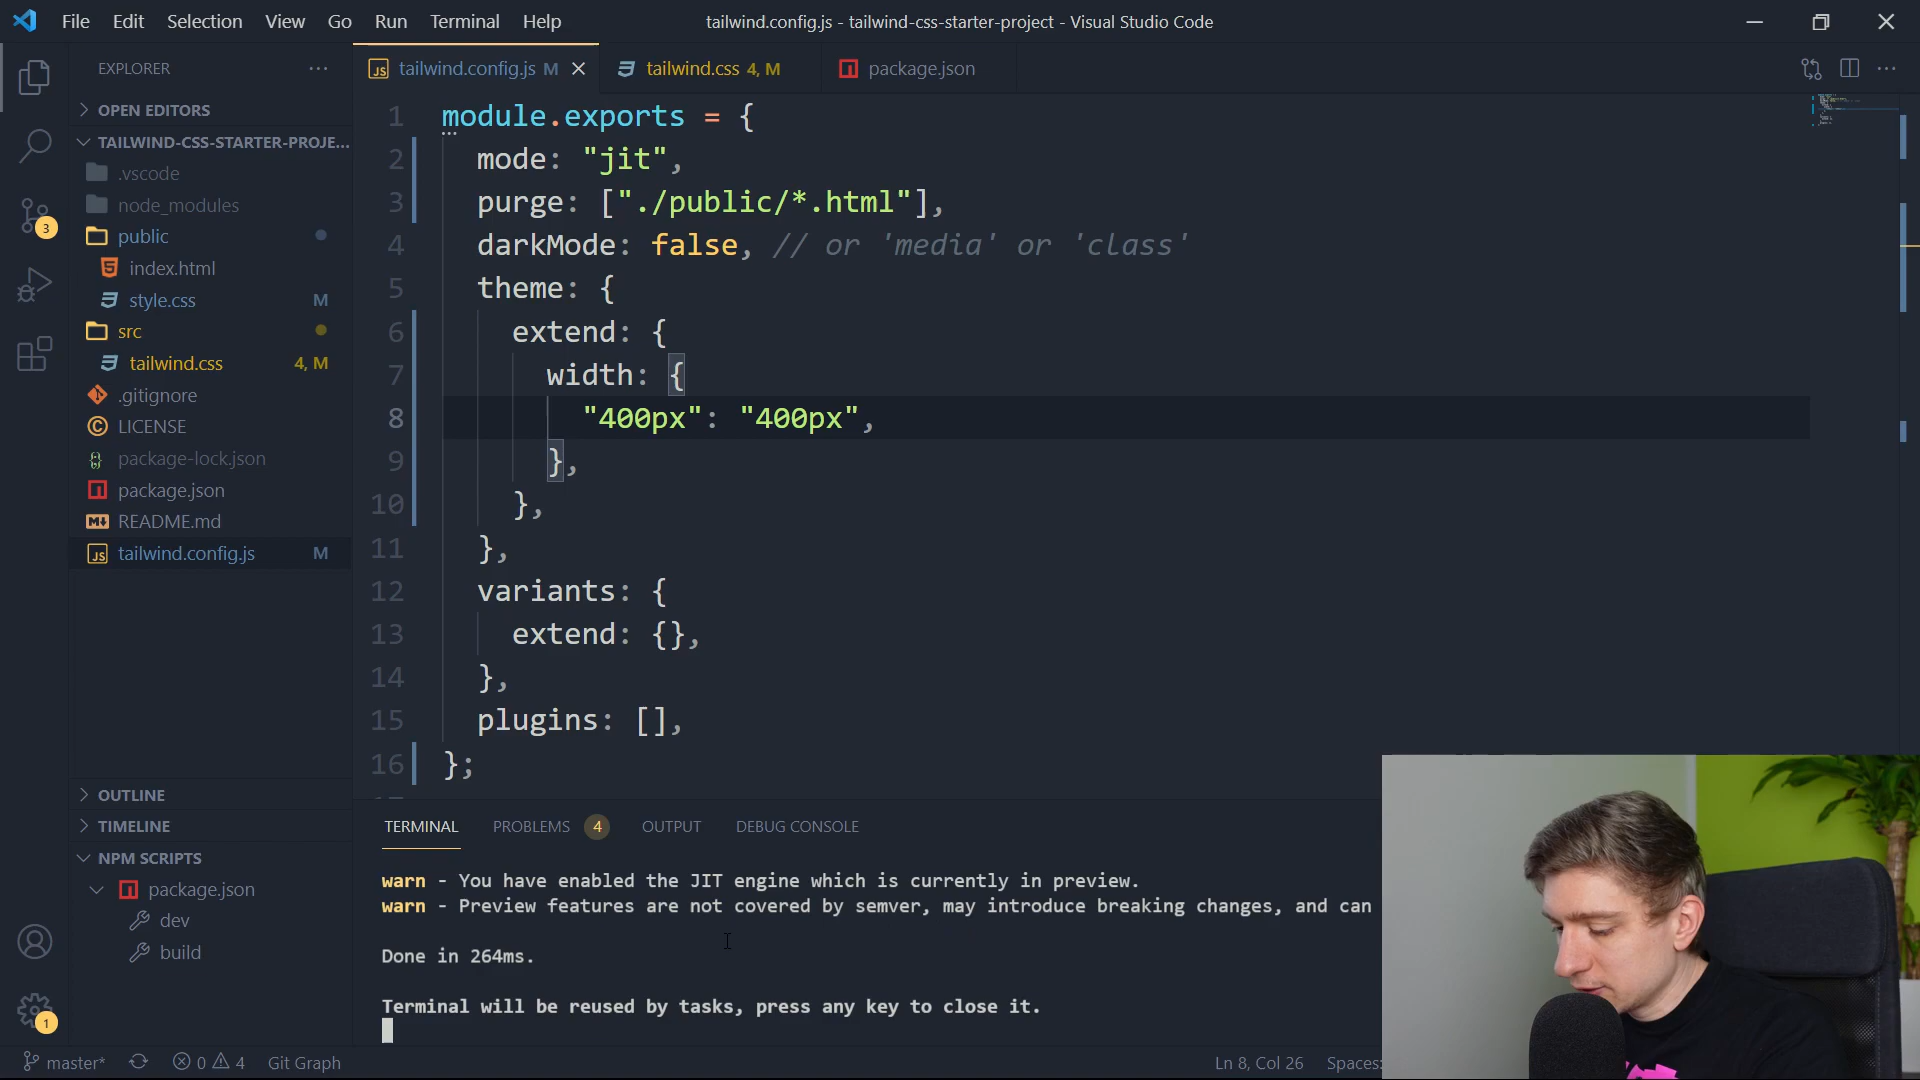 File Edit Selection View Go Run Terminal Help
tailwind.config.js - tailwind-css-starter-project - Visual Studio Code
EXPLORER
OPEN EDITORS
TAILWIND-CSS-STARTER-PROJE...
.vscode
node_modules
public
index.html
style.css M
src
tailwind.css 4, M
.gitignore
LICENSE
package-lock.json
package.json
README.md
tailwind.config.js M
OUTLINE
TIMELINE
NPM SCRIPTS
package.json
dev
build
3
1
tailwind.config.js M
tailwind.css 4, M
package.json
1 module.exports = {
2 mode: "jit",
3 purge: ["./public/*.html"],
4 darkMode: false, // or 'media' or 'class'
5 theme: {
6 extend: {
7 width: {
8 "400px": "400px",
9 },
10 },
11 },
12 variants: {
13 extend: {},
14 },
15 plugins: [],
16 };
TERMINAL PROBLEMS 4 OUTPUT DEBUG CONSOLE
warn - You have enabled the JIT engine which is currently in preview.
warn - Preview features are not covered by semver, may introduce breaking changes, and can
Done in 264ms.
Terminal will be reused by tasks, press any key to close it.
master* 0 4 Git Graph
Ln 8, Col 26 Spaces: